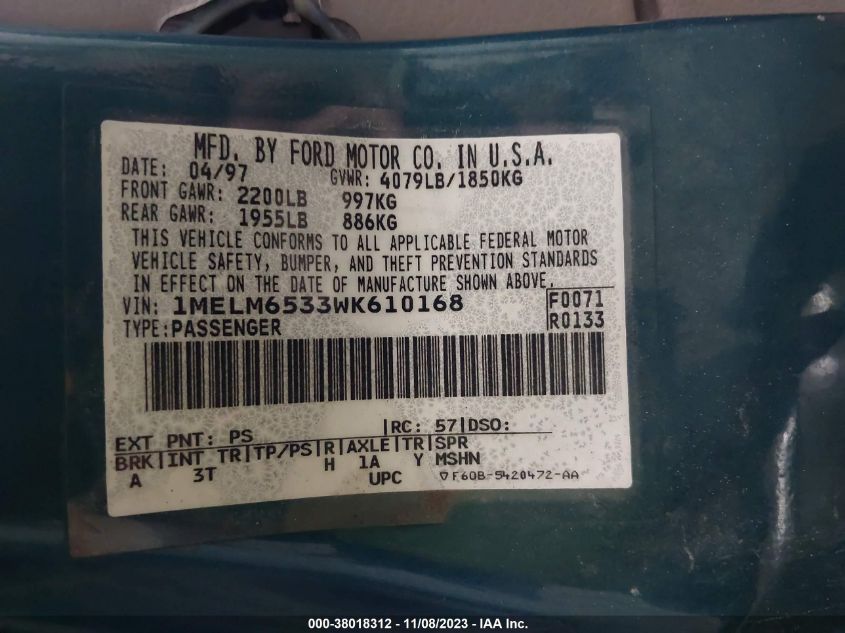 MFD. BY FORD MOTOR CO. IN U.S.A.
DATE: 04/97 GVWR: 4079LB/1850KG
FRONT GAWR: 2200LB 997KG
REAR GAWR: 1955LB 886KG
THIS VEHICLE CONFORMS TO ALL APPLICABLE FEDERAL MOTOR
VEHICLE SAFETY, BUMPER, AND THEFT PREVENTION STANDARDS
IN EFFECT ON THE DATE OF MANUFACTURE SHOWN ABOVE.
VIN: 1MELM6533WK610168 F0071
TYPE: PASSENGER R0133
EXT PNT: PS |RC: 57|DSO:
BRK|INT TR|TP/PS|R|AXLE|TR|SPR
A 3T H 1A Y MSHN
UPC ▽F60B-5420472-AA
000-38018312 - 11/08/2023 - IAA Inc.